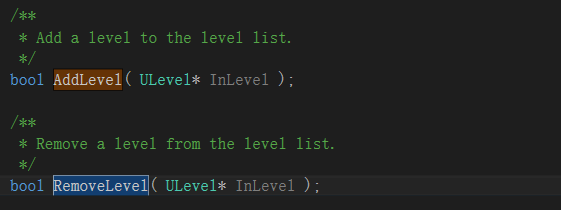 /**
 * Add a level to the level list.
 */
bool AddLevel( ULevel* InLevel );
/**
 * Remove a level from the level list.
 */
bool RemoveLevel( ULevel* InLevel );